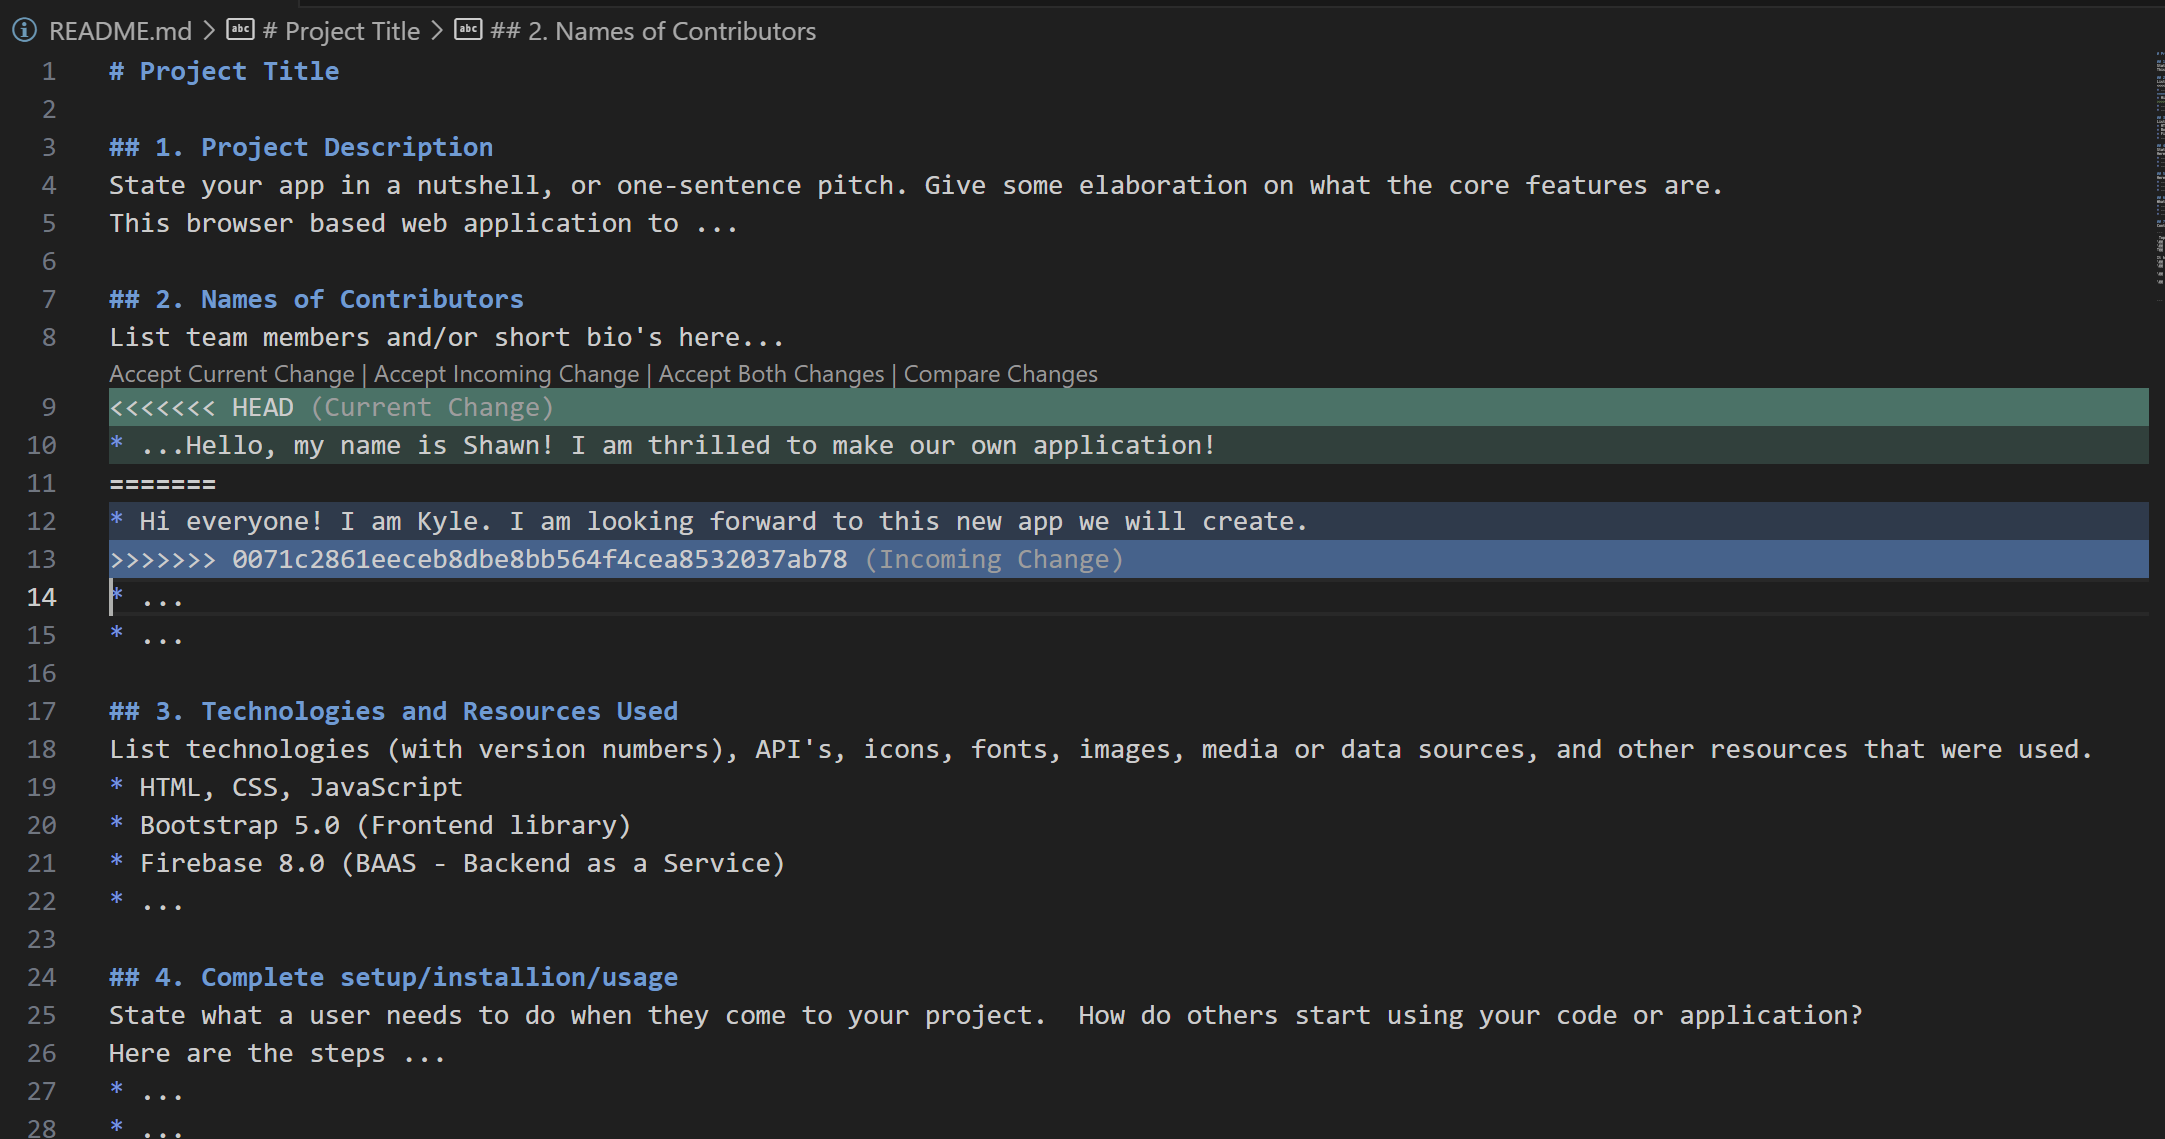 README.md > # Project Title > ## 2. Names of Contributors
1 # Project Title
2
3 ## 1. Project Description
4 State your app in a nutshell, or one-sentence pitch. Give some elaboration on what the core features are.
5 This browser based web application to ...
6
7 ## 2. Names of Contributors
8 List team members and/or short bio's here...
Accept Current Change | Accept Incoming Change | Accept Both Changes | Compare Changes
9 <<<<<<< HEAD (Current Change)
10 * ...Hello, my name is Shawn! I am thrilled to make our own application!
11 =======
12 * Hi everyone! I am Kyle. I am looking forward to this new app we will create.
13 >>>>>>> 0071c2861eeceb8dbe8bb564f4cea8532037ab78 (Incoming Change)
14 * ...
15 * ...
16
17 ## 3. Technologies and Resources Used
18 List technologies (with version numbers), API's, icons, fonts, images, media or data sources, and other resources that were used.
19 * HTML, CSS, JavaScript
20 * Bootstrap 5.0 (Frontend library)
21 * Firebase 8.0 (BAAS - Backend as a Service)
22 * ...
23
24 ## 4. Complete setup/installion/usage
25 State what a user needs to do when they come to your project.  How do others start using your code or application?
26 Here are the steps ...
27 * ...
28 * ...